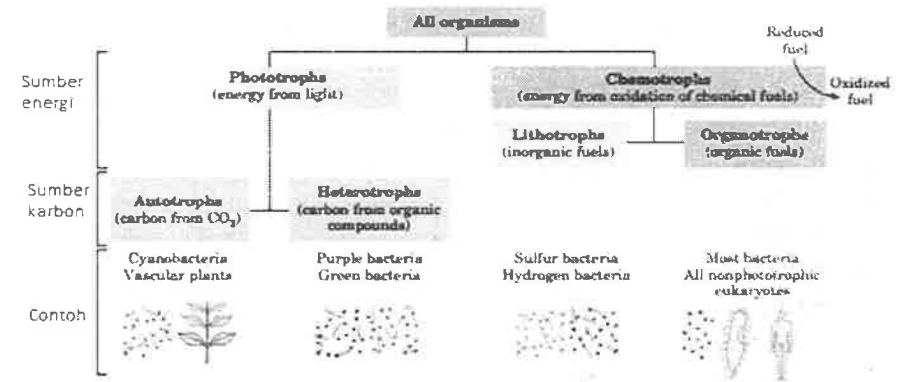 All organisms
Reduced
fuel
Sumber
energi
Phototrophs
(energy from light)
Chemotrophs
(energy from oxidation of chemical fuels)
Oxidized
fuel
Lithotrophs
(inorganic fuels)
Organotrophs
(organic fuels)
Sumber
karbon
Autotrophs
(carbon from CO₂)
Heterotrophs
(carbon from organic
compounds)
Contoh
Cyanobacteria
Vascular plants
Purple bacteria
Green bacteria
Sulfur bacteria
Hydrogen bacteria
Most bacteria
All nonphototrophic
eukaryotes